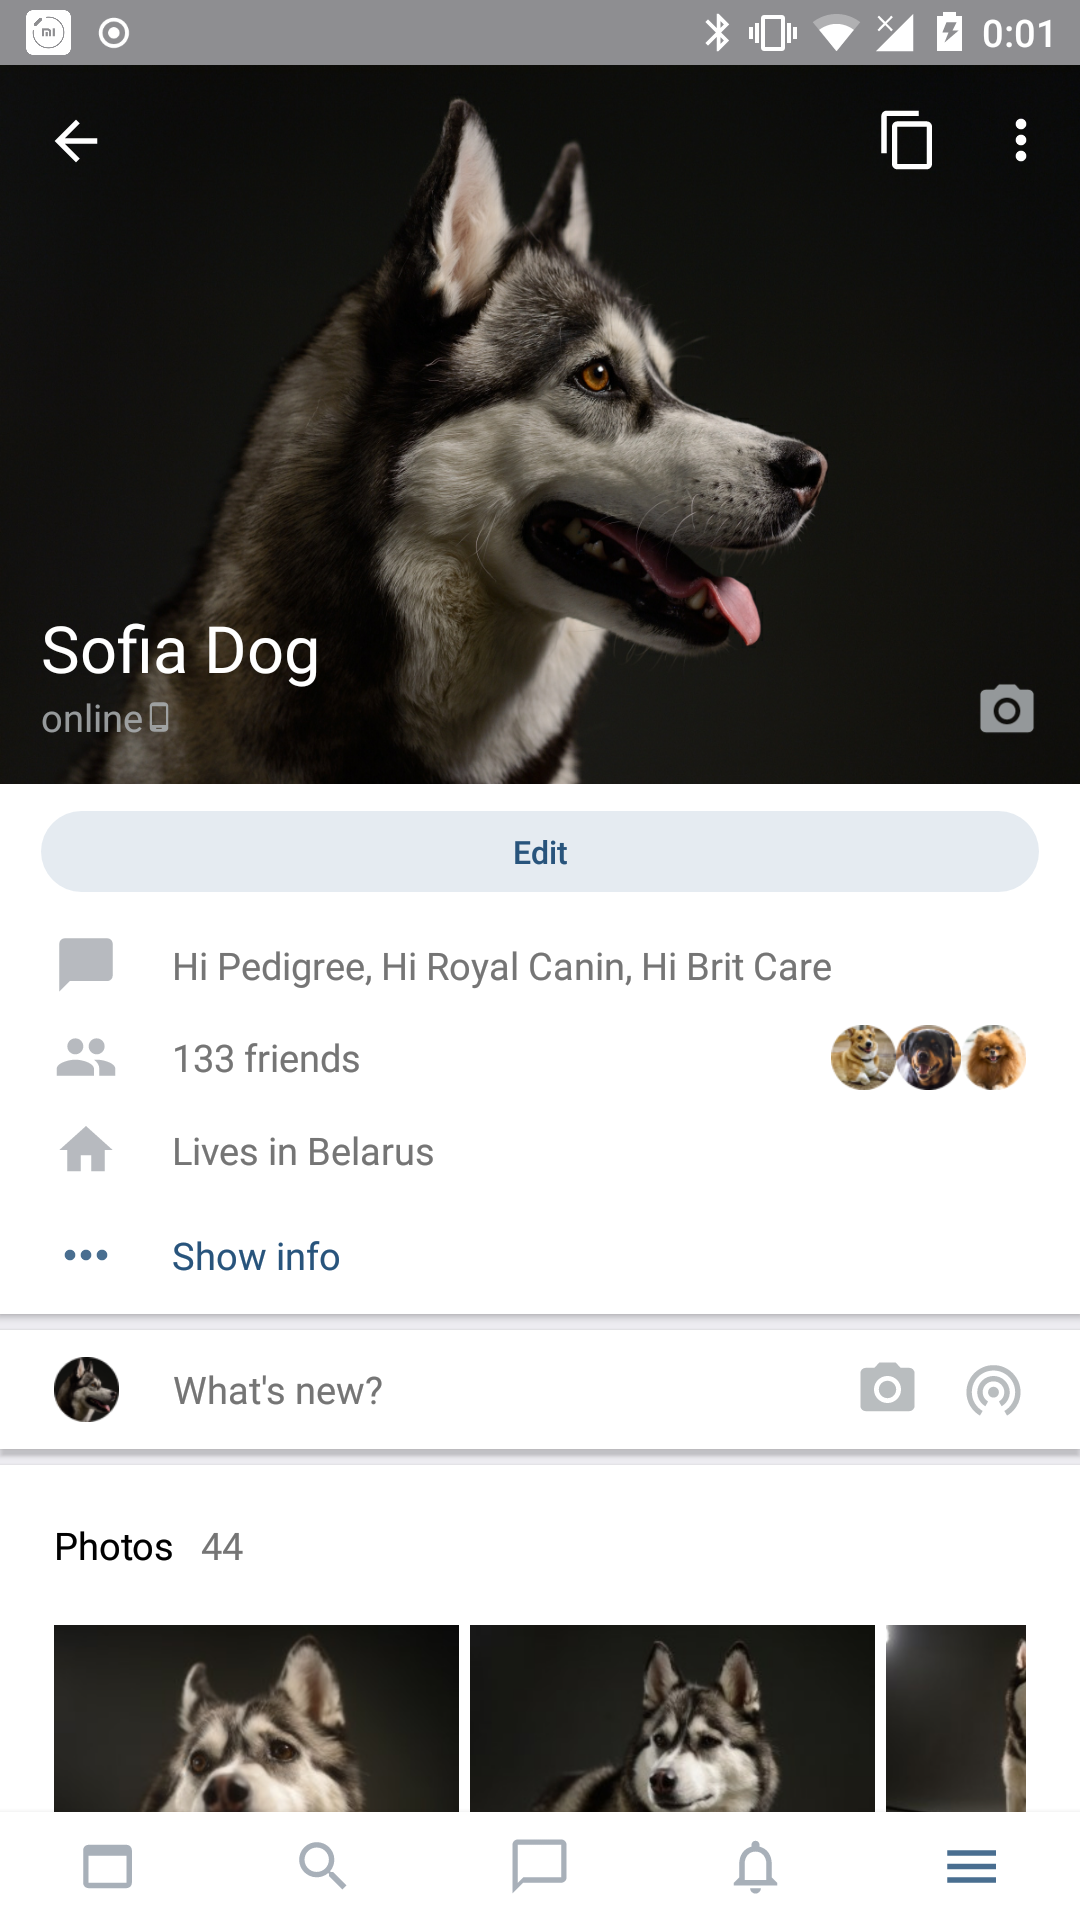 0:01
Sofia Dog
online
Edit
Hi Pedigree, Hi Royal Canin, Hi Brit Care
133 friends
Lives in Belarus
Show info
What's new?
Photos 44